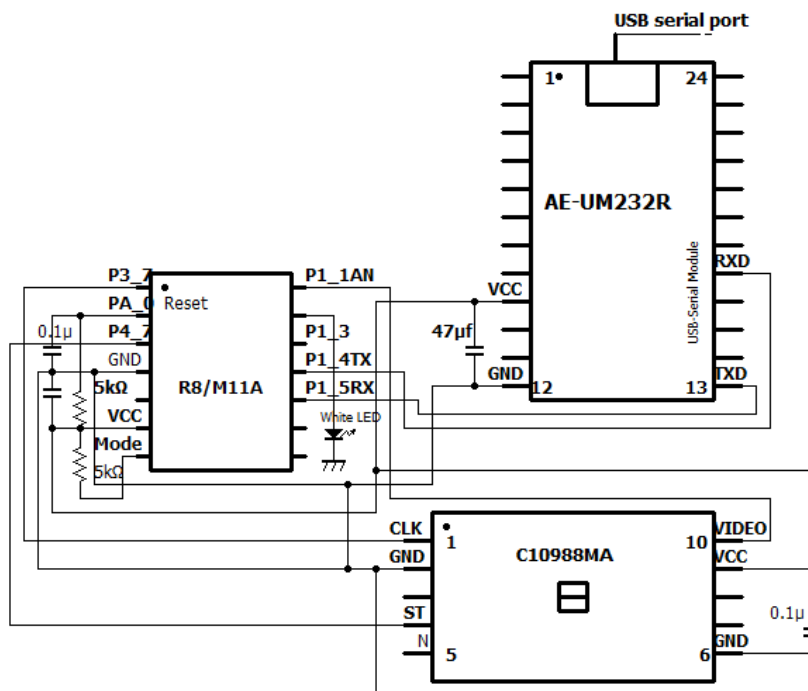 USB serial port
1 24
AE-UM232R
USB-Serial Module
RXD
VCC
47µf
GND 12 13 TXD
P3_7 P1_1AN
PA_0 Reset
0.1µ P4_7 P1_3
GND P1_4TX
5kΩ R8/M11A P1_5RX
VCC White LED
Mode
5kΩ
CLK 1 C10988MA 10 VIDEO
GND VCC
ST 0.1µ
N 5 6 GND